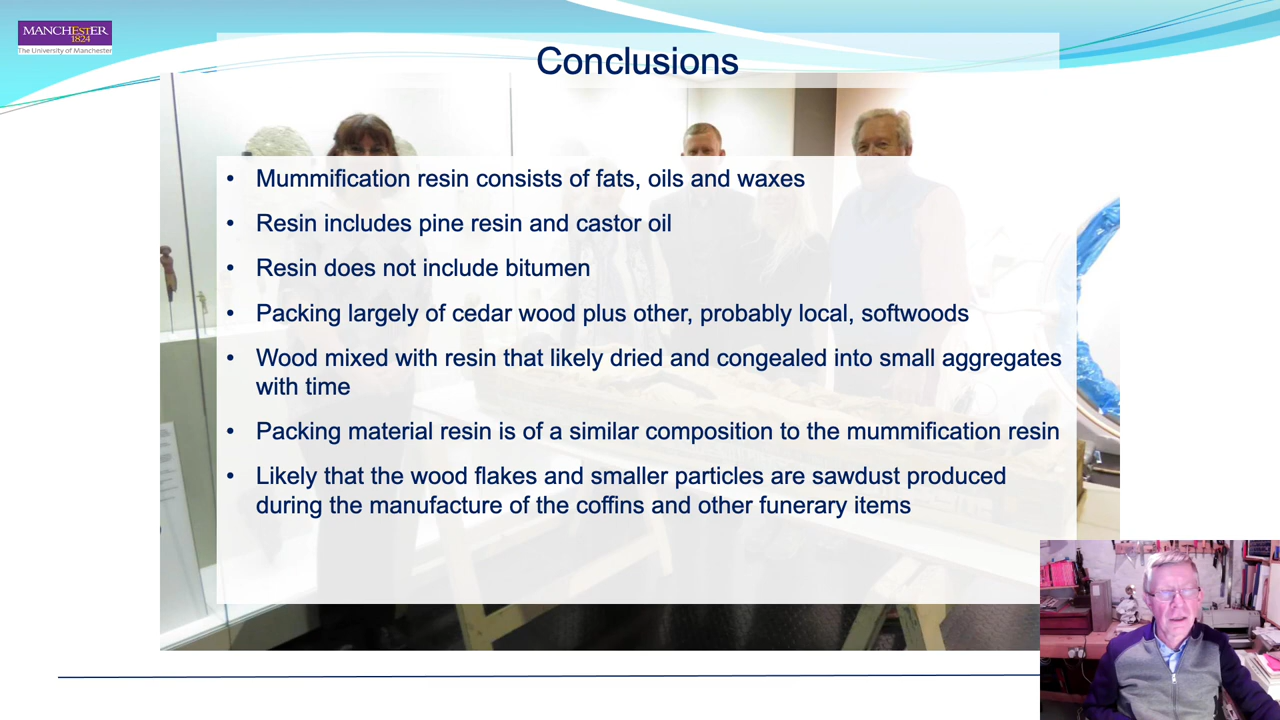 MANCHESTER
1824
The University of Manchester
Conclusions
• Mummification resin consists of fats, oils and waxes
• Resin includes pine resin and castor oil
• Resin does not include bitumen
• Packing largely of cedar wood plus other, probably local, softwoods
• Wood mixed with resin that likely dried and congealed into small aggregates
with time
• Packing material resin is of a similar composition to the mummification resin
• Likely that the wood flakes and smaller particles are sawdust produced
during the manufacture of the coffins and other funerary items